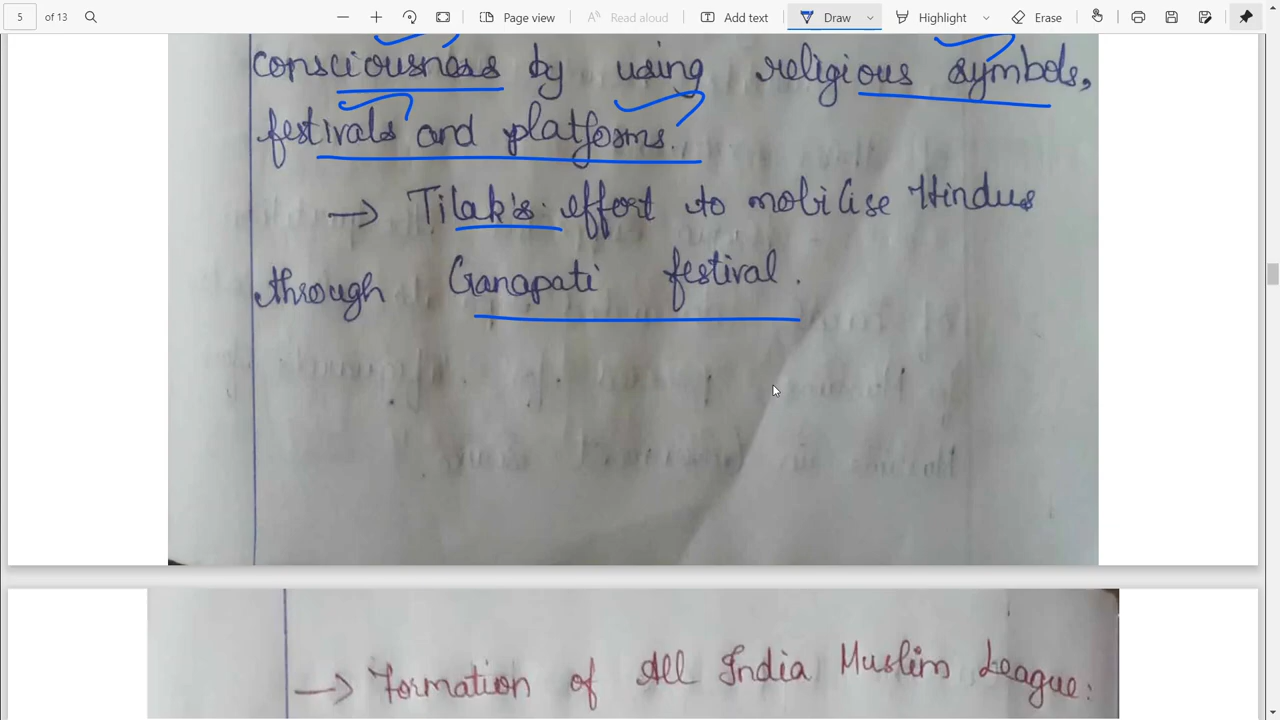 5 of 13 Page view Read aloud Add text Draw Highlight Erase
consciousness by using religious symbols,
festivals and platforms.
→ Tilak's effort to mobilise Hindus
through Ganapati festival.
→ Formation of All India Muslim League: